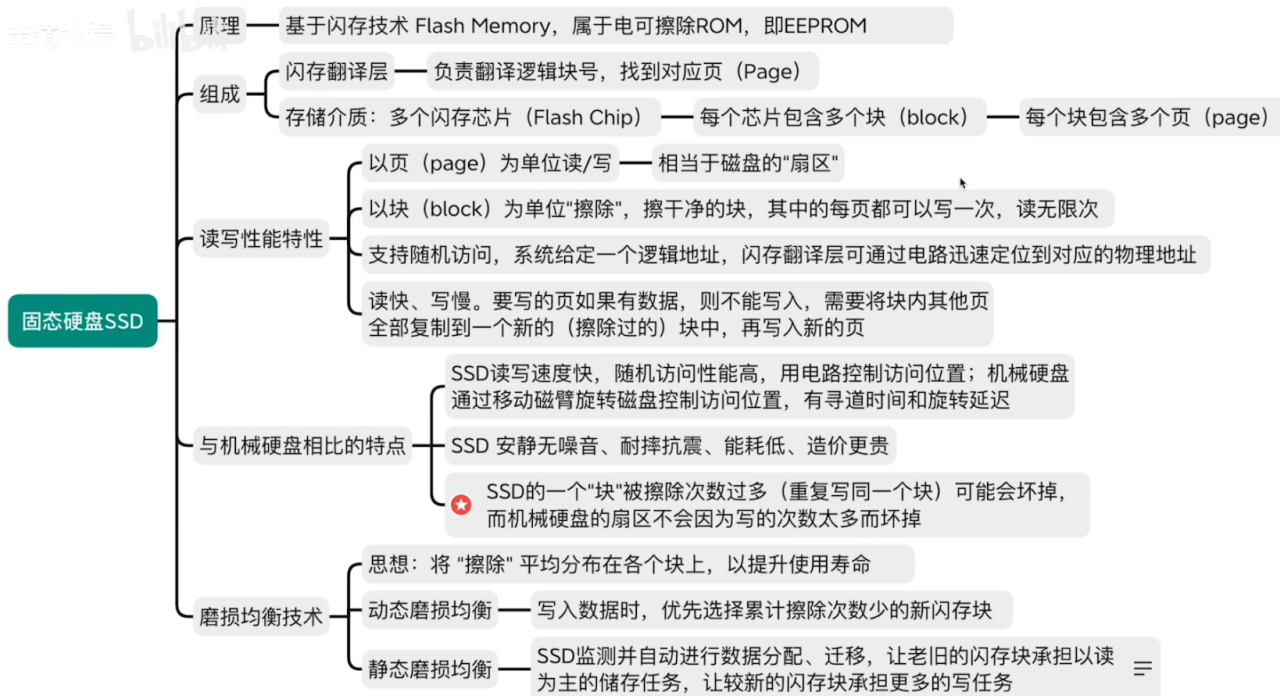 bilibili
原理
基于闪存技术 Flash Memory，属于电可擦除ROM，即EEPROM
组成
闪存翻译层
负责翻译逻辑块号，找到对应页（Page）
存储介质：多个闪存芯片（Flash Chip）
每个芯片包含多个块（block）
每个块包含多个页（page）
固态硬盘SSD
读写性能特性
以页（page）为单位读/写
相当于磁盘的“扇区”
以块（block）为单位“擦除”，擦干净的块，其中的每页都可以写一次，读无限次
支持随机访问，系统给定一个逻辑地址，闪存翻译层可通过电路迅速定位到对应的物理地址
读快、写慢。要写的页如果有数据，则不能写入，需要将块内其他页
全部复制到一个新的（擦除过的）块中，再写入新的页
与机械硬盘相比的特点
SSD读写速度快，随机访问性能高，用电路控制访问位置；机械硬盘
通过移动磁臂旋转磁盘控制访问位置，有寻道时间和旋转延迟
SSD 安静无噪音、耐摔抗震、能耗低、造价更贵
SSD的一个“块”被擦除次数过多（重复写同一个块）可能会坏掉，
而机械硬盘的扇区不会因为写的次数太多而坏掉
磨损均衡技术
思想：将 "擦除" 平均分布在各个块上，以提升使用寿命
动态磨损均衡
写入数据时，优先选择累计擦除次数少的新闪存块
静态磨损均衡
SSD监测并自动进行数据分配、迁移，让老旧的闪存块承担以读
为主的储存任务，让较新的闪存块承担更多的写任务